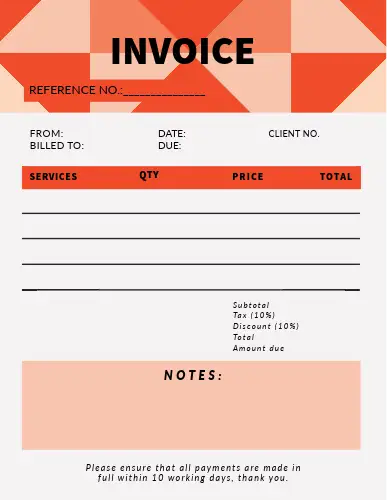 INVOICE
REFERENCE NO.:_______________
FROM: DATE: CLIENT NO.
BILLED TO: DUE:
SERVICES QTY PRICE TOTAL
Subtotal
Tax (10%)
Discount (10%)
Total
Amount due
NOTES:
Please ensure that all payments are made in
full within 10 working days, thank you.